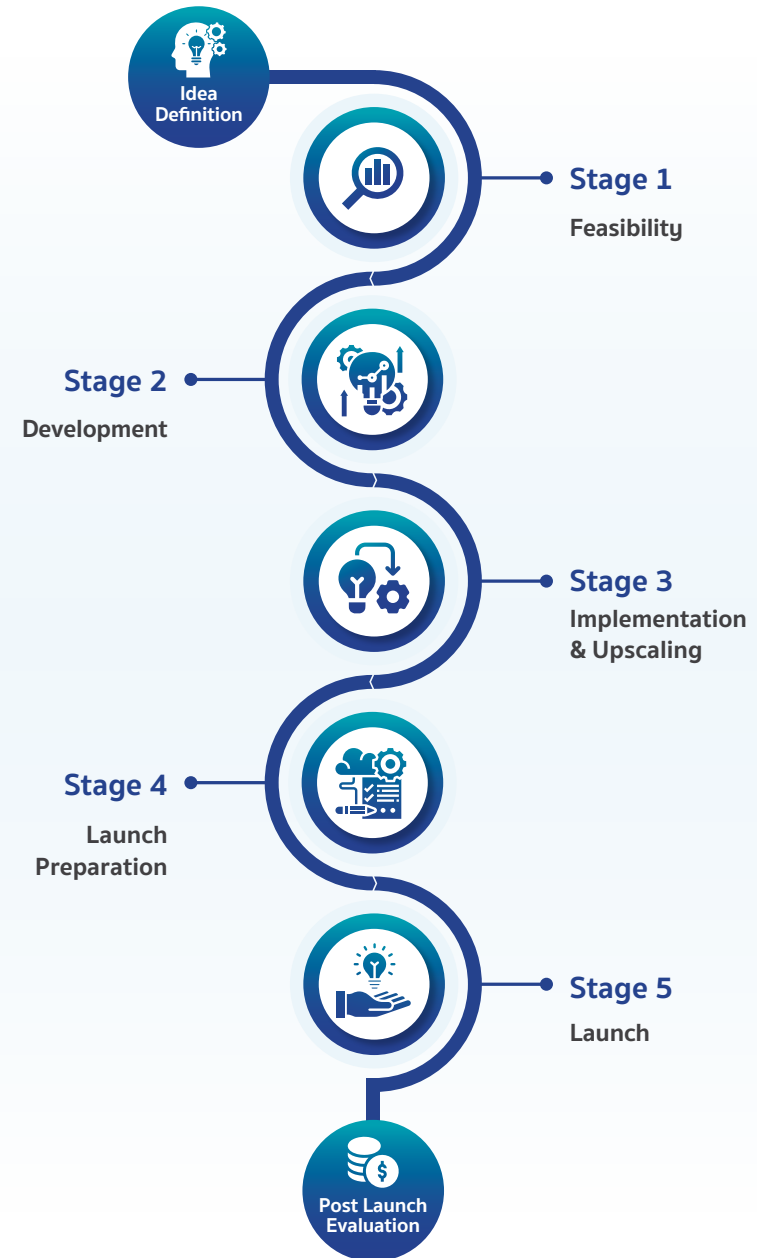 Idea
Definition
Stage 1
Feasibility
Stage 2
Development
Stage 3
Implementation
& Upscaling
Stage 4
Launch
Preparation
Stage 5
Launch
$
Post Launch
Evaluation